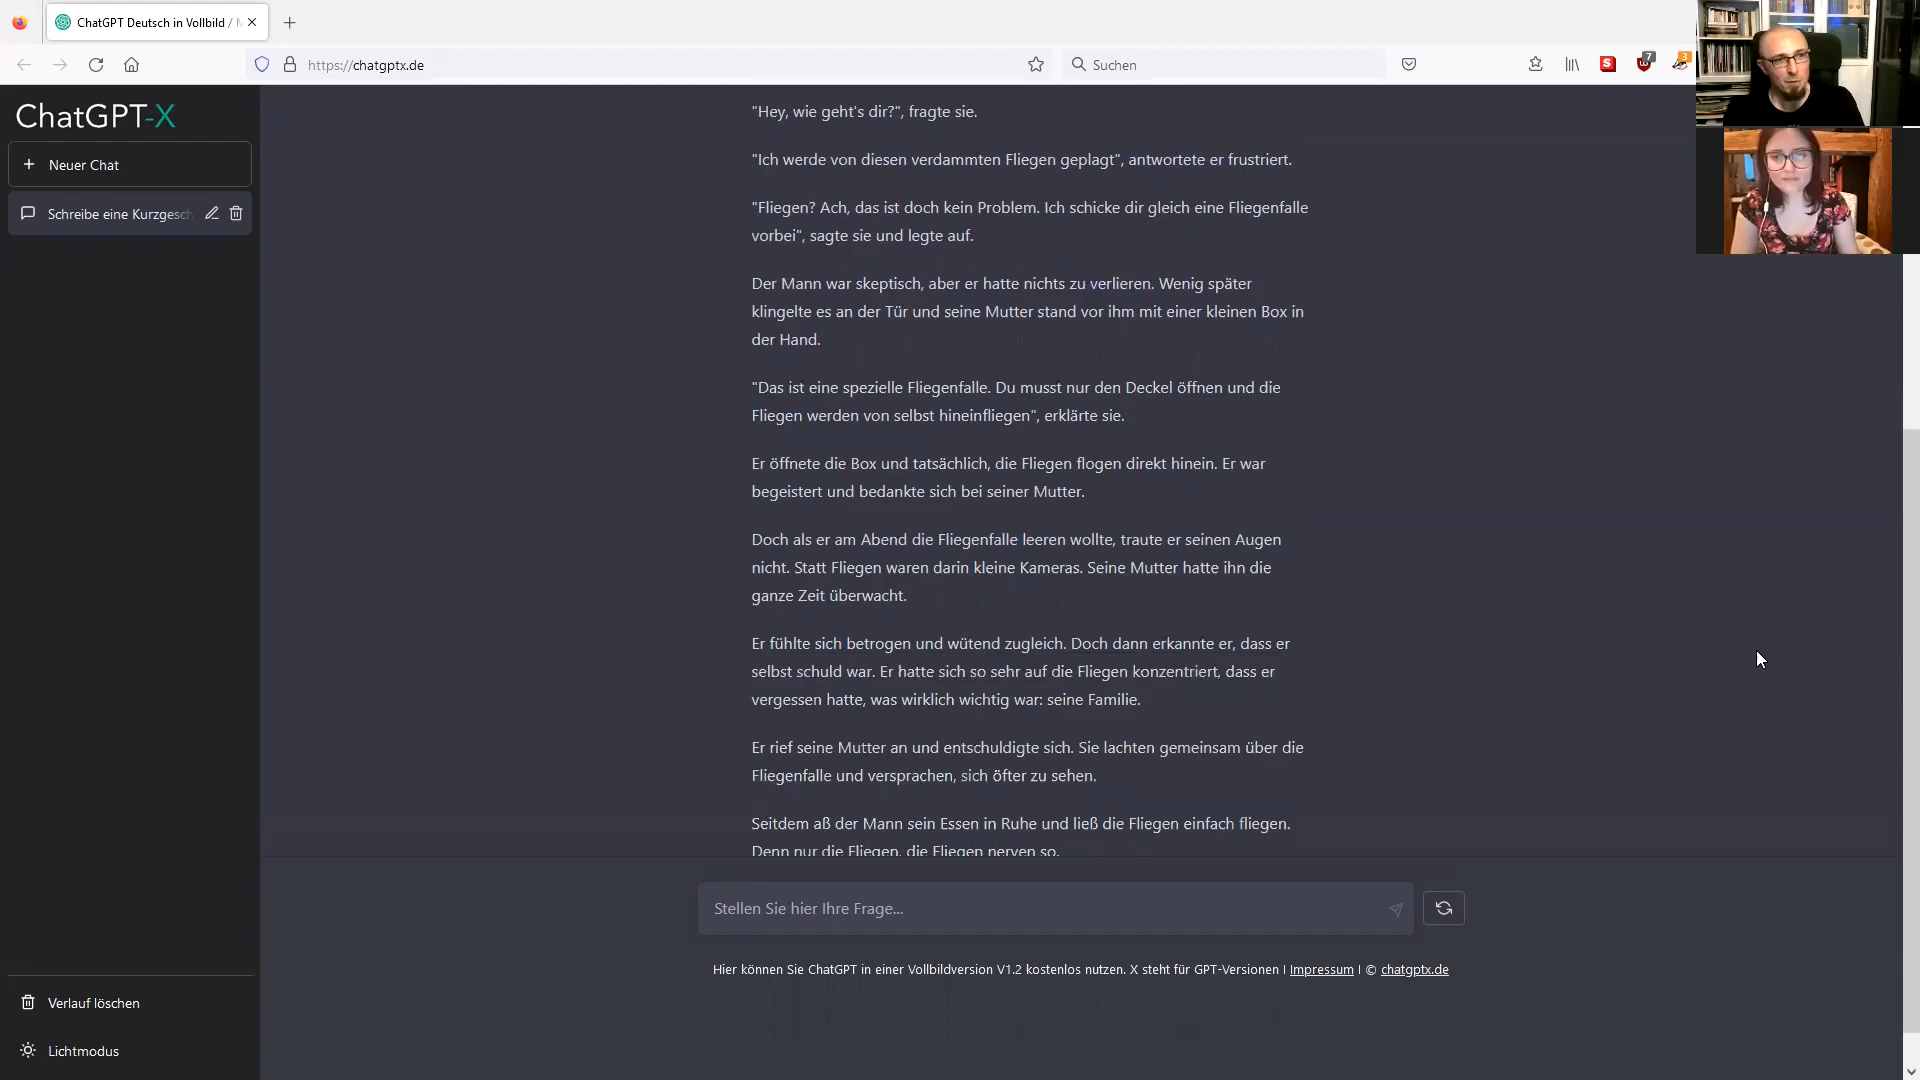 ChatGPT Deutsch in Vollbild /
https://chatgptx.de
Suchen
7
3
ChatGPT-X
Neuer Chat
Schreibe eine Kurzgesch
"Hey, wie geht's dir?", fragte sie.
"Ich werde von diesen verdammten Fliegen geplagt", antwortete er frustriert.
"Fliegen? Ach, das ist doch kein Problem. Ich schicke dir gleich eine Fliegenfalle
vorbei", sagte sie und legte auf.
Der Mann war skeptisch, aber er hatte nichts zu verlieren. Wenig später
klingelte es an der Tür und seine Mutter stand vor ihm mit einer kleinen Box in
der Hand.
"Das ist eine spezielle Fliegenfalle. Du musst nur den Deckel öffnen und die
Fliegen werden von selbst hineinfliegen", erklärte sie.
Er öffnete die Box und tatsächlich, die Fliegen flogen direkt hinein. Er war
begeistert und bedankte sich bei seiner Mutter.
Doch als er am Abend die Fliegenfalle leeren wollte, traute er seinen Augen
nicht. Statt Fliegen waren darin kleine Kameras. Seine Mutter hatte ihn die
ganze Zeit überwacht.
Er fühlte sich betrogen und wütend zugleich. Doch dann erkannte er, dass er
selbst schuld war. Er hatte sich so sehr auf die Fliegen konzentriert, dass er
vergessen hatte, was wirklich wichtig war: seine Familie.
Er rief seine Mutter an und entschuldigte sich. Sie lachten gemeinsam über die
Fliegenfalle und versprachen, sich öfter zu sehen.
Seitdem aß der Mann sein Essen in Ruhe und ließ die Fliegen einfach fliegen.
Denn nur die Fliegen, die Fliegen nerven so.
Stellen Sie hier Ihre Frage...
Hier können Sie ChatGPT in einer Vollbildversion V1.2 kostenlos nutzen. X steht für GPT-Versionen I Impressum I © chatgptx.de
Verlauf löschen
Lichtmodus